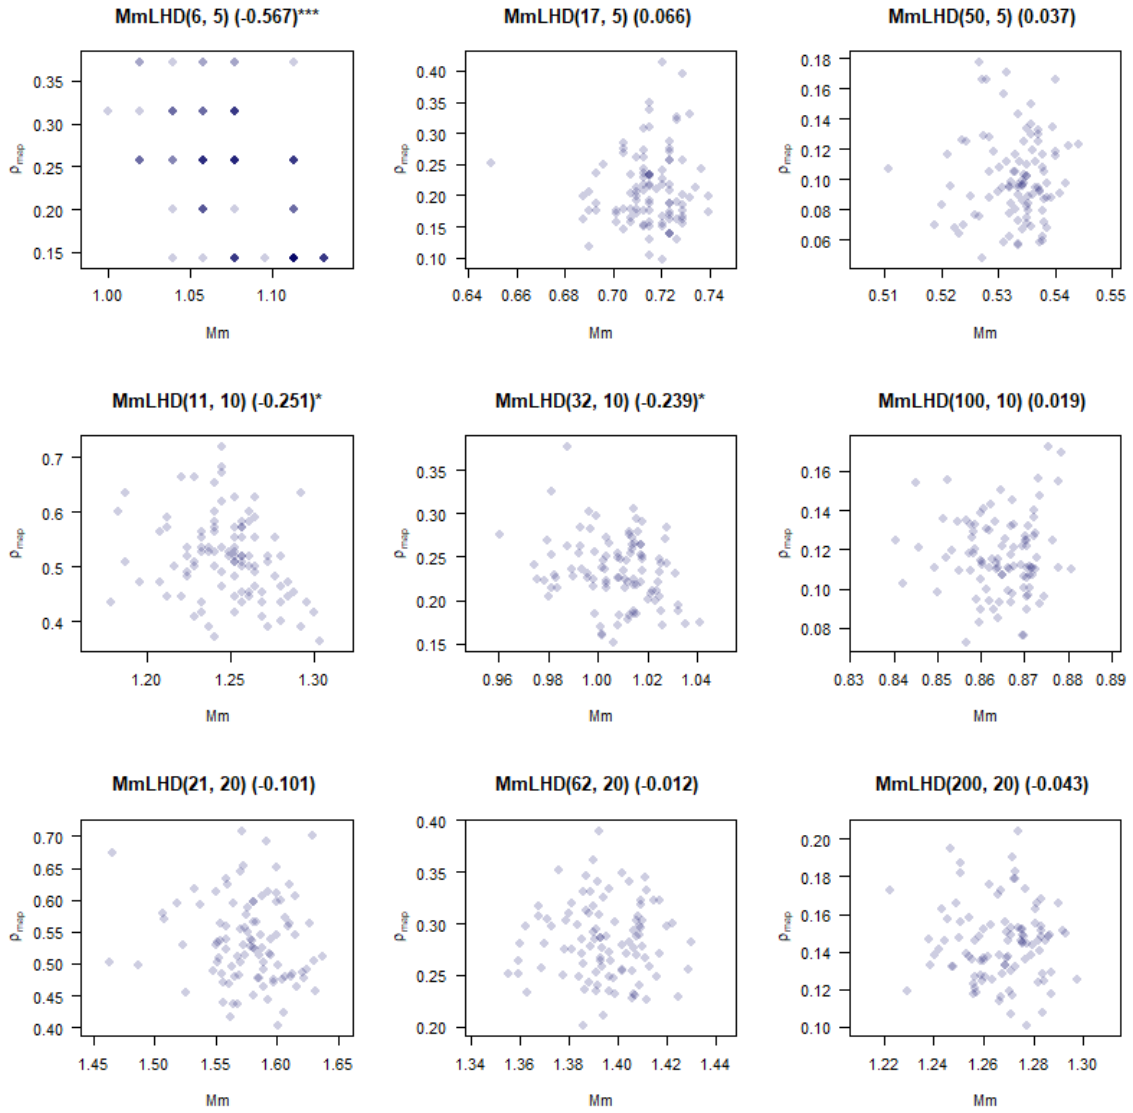 MmLHD(6, 5) (-0.567)***
MmLHD(17, 5) (0.066)
MmLHD(50, 5) (0.037)
0.35
0.30
0.25
0.20
0.15
ρmap
1.00 1.05 1.10
Mm
0.40
0.35
0.30
0.25
0.20
0.15
0.10
ρmap
0.64 0.66 0.68 0.70 0.72 0.74
Mm
0.18
0.16
0.14
0.12
0.10
0.08
0.06
ρmap
0.51 0.52 0.53 0.54 0.55
Mm
MmLHD(11, 10) (-0.251)*
MmLHD(32, 10) (-0.239)*
MmLHD(100, 10) (0.019)
0.7
0.6
0.5
0.4
ρmap
1.20 1.25 1.30
Mm
0.35
0.30
0.25
0.20
0.15
ρmap
0.96 0.98 1.00 1.02 1.04
Mm
0.16
0.14
0.12
0.10
0.08
ρmap
0.83 0.84 0.85 0.86 0.87 0.88 0.89
Mm
MmLHD(21, 20) (-0.101)
MmLHD(62, 20) (-0.012)
MmLHD(200, 20) (-0.043)
0.70
0.65
0.60
0.55
0.50
0.45
0.40
ρmap
1.45 1.50 1.55 1.60 1.65
Mm
0.40
0.35
0.30
0.25
0.20
ρmap
1.34 1.36 1.38 1.40 1.42 1.44
Mm
0.20
0.18
0.16
0.14
0.12
0.10
ρmap
1.22 1.24 1.26 1.28 1.30
Mm